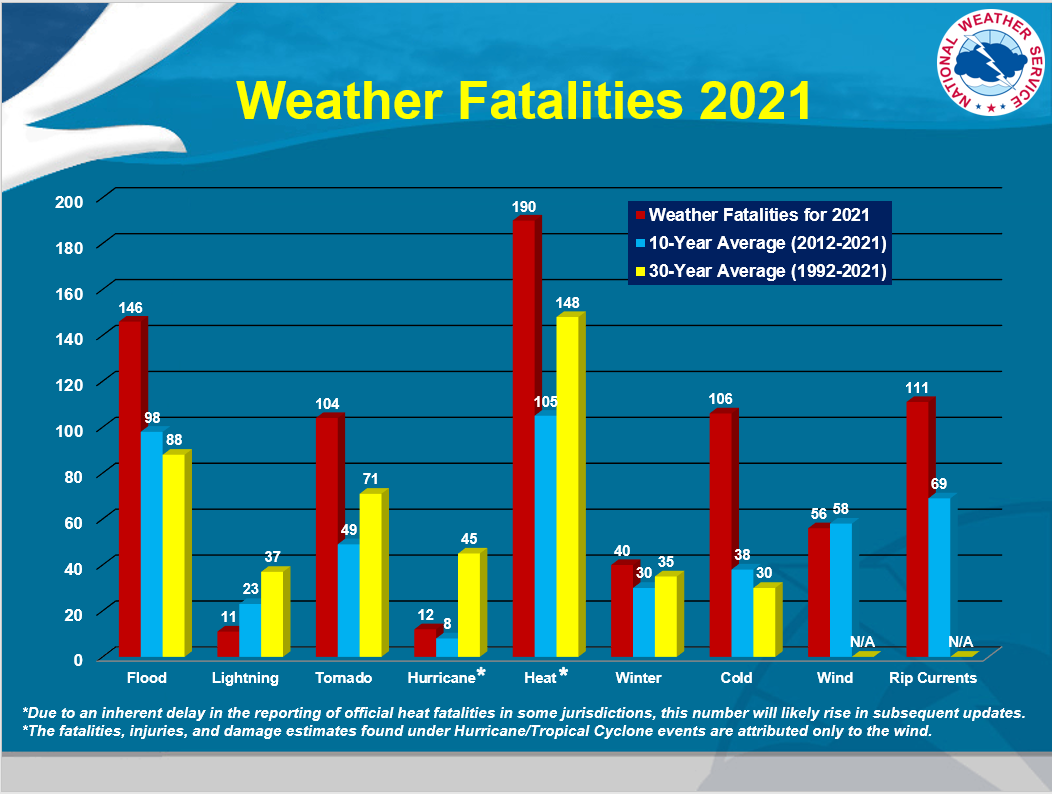 NATIONAL WEATHER SERVICE
Weather Fatalities 2021
Weather Fatalities for 2021
10-Year Average (2012-2021)
30-Year Average (1992-2021)
200
180
160
140
120
100
80
60
40
20
0
146
98
88
11
23
37
104
49
71
12
8
45
190
105
148
40
30
35
106
38
30
56
58
N/A
111
69
N/A
Flood
Lightning
Tornado
Hurricane*
Heat*
Winter
Cold
Wind
Rip Currents
*Due to an inherent delay in the reporting of official heat fatalities in some jurisdictions, this number will likely rise in subsequent updates.
*The fatalities, injuries, and damage estimates found under Hurricane/Tropical Cyclone events are attributed only to the wind.